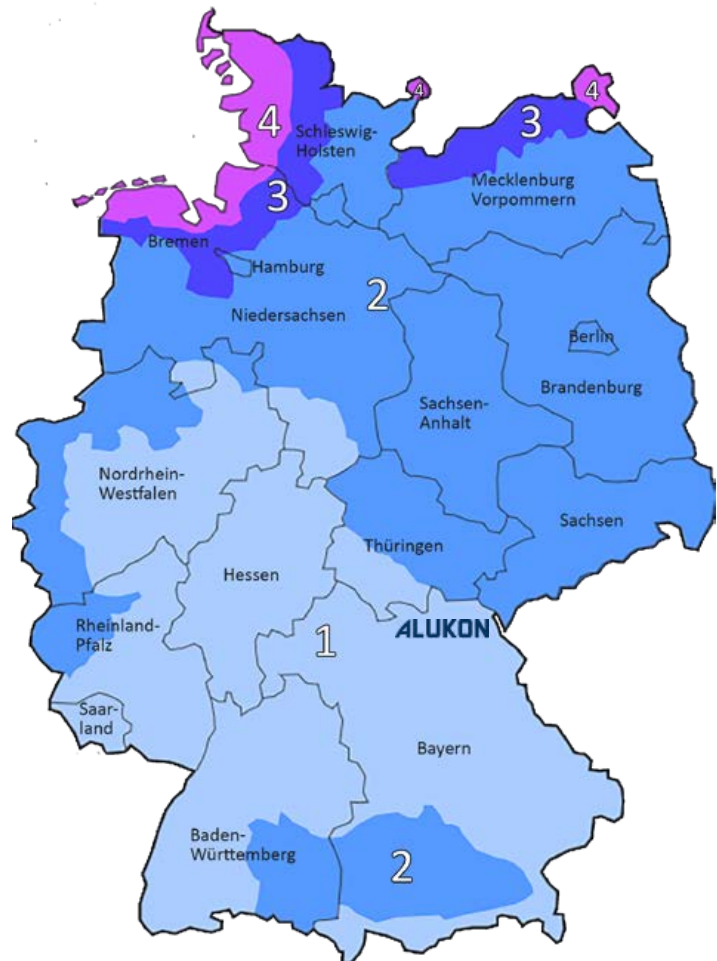 4
4
4
3
Schleswig-
Holsten
3
Mecklenburg
Vorpommern
Bremen
Hamburg
2
Niedersachsen
Berlin
Brandenburg
Sachsen-
Anhalt
Nordrhein-
Westfalen
Sachsen
Thüringen
Hessen
Rheinland-
Pfalz
1
ALUKON
Saar-
land
Bayern
Baden-
Württemberg
2